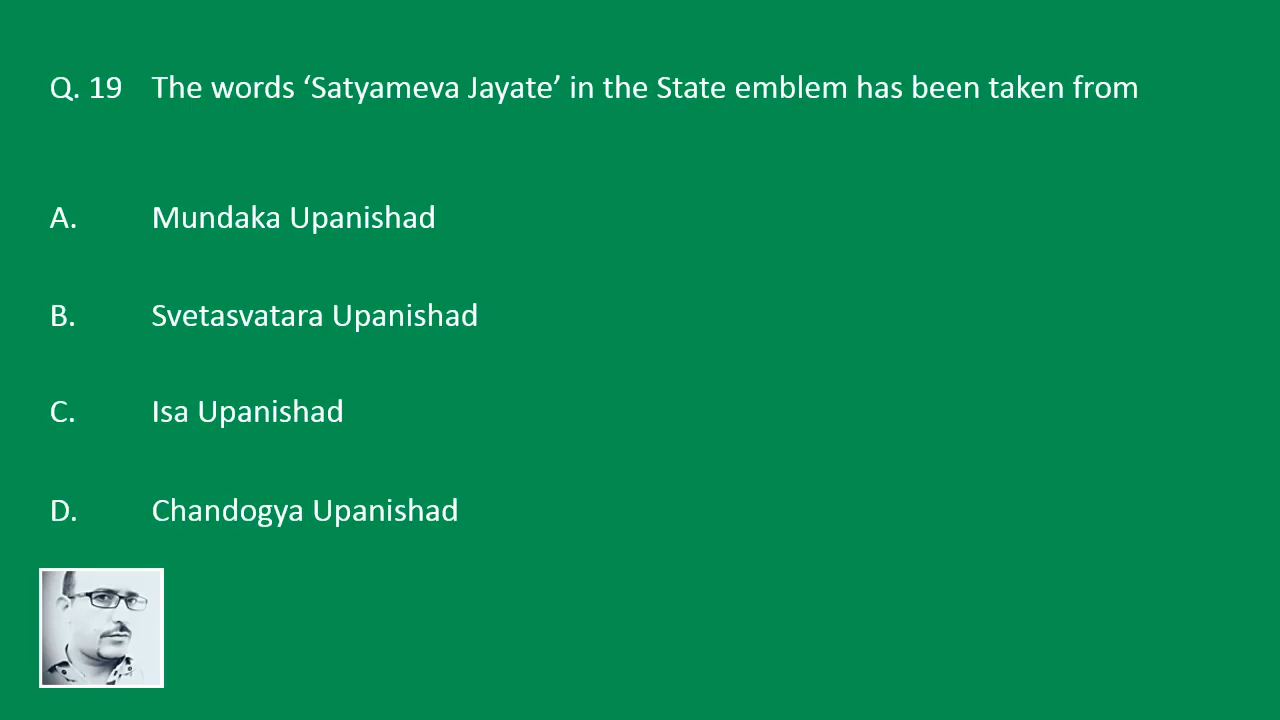 Q. 19 The words ‘Satyameva Jayate’ in the State emblem has been taken from
A. Mundaka Upanishad
B. Svetasvatara Upanishad
C. Isa Upanishad
D. Chandogya Upanishad